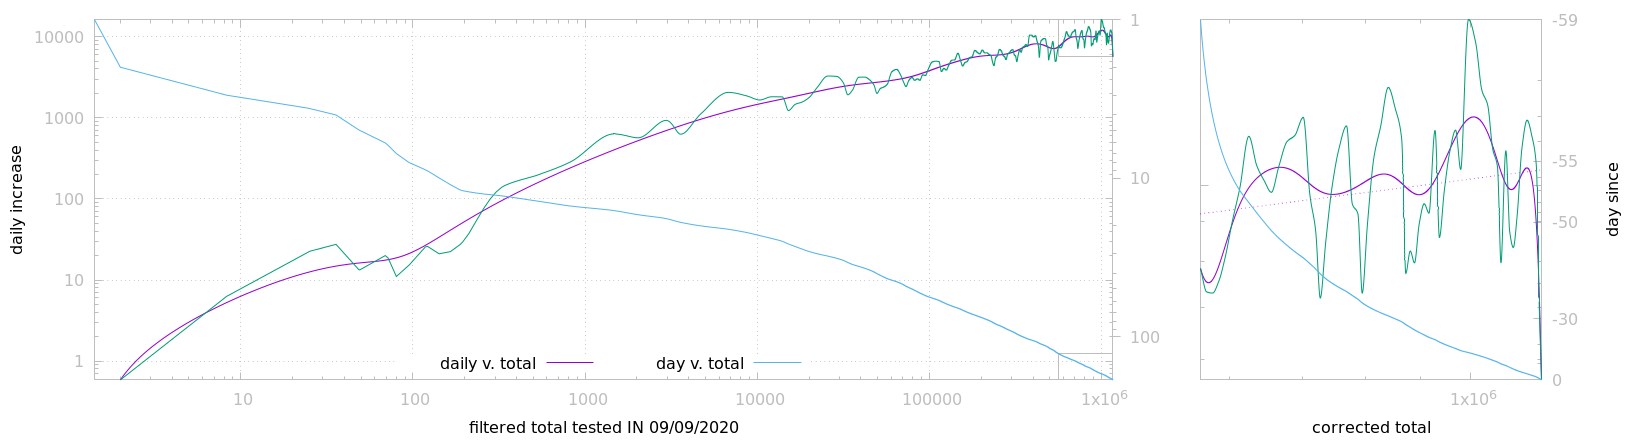 10000
1000
100
10
1
daily increase
10
100
1000
10000
100000
1x10^6
filtered total tested IN 09/09/2020
daily v. total
day v. total
1
10
100
-59
-55
-50
-30
0
day since
1x10^6
corrected total